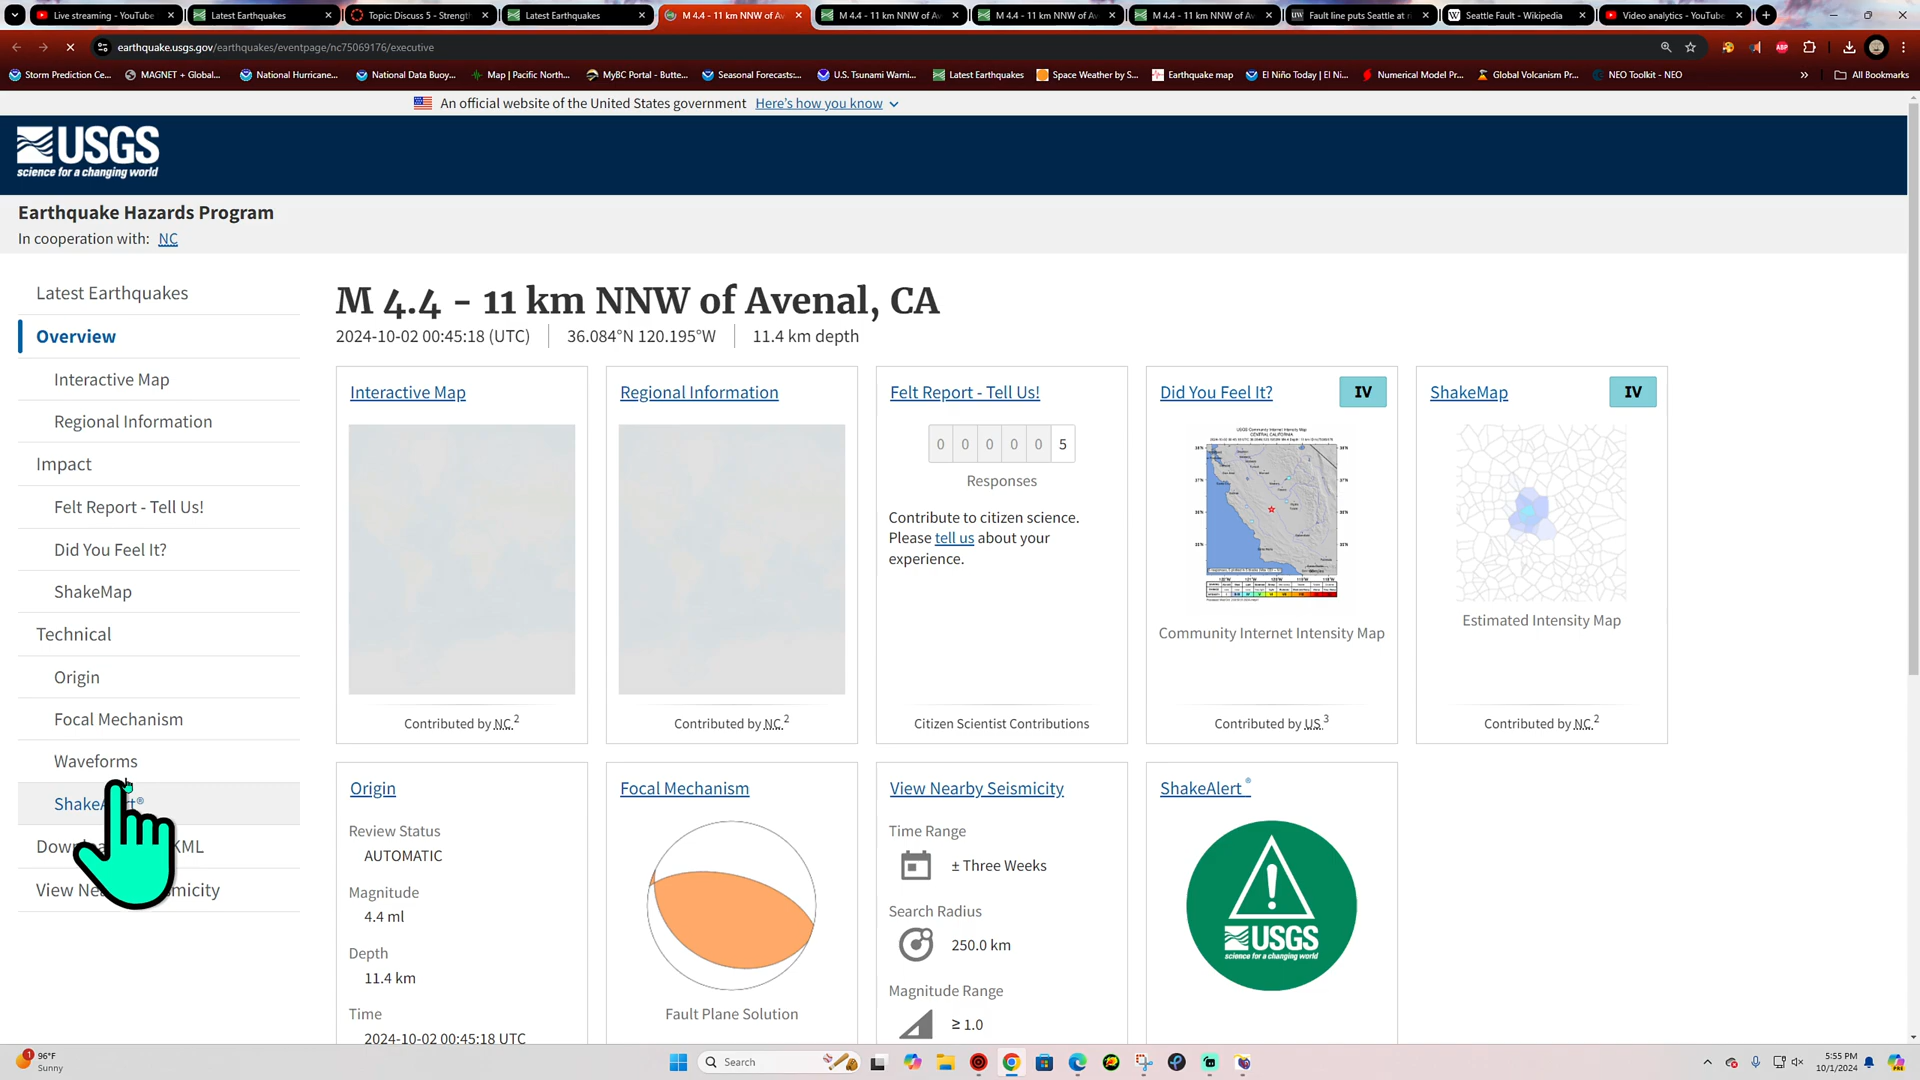 Live streaming - YouTube
Latest Earthquakes
Topic: Discuss 5 - Strengt
Latest Earthquakes
M 4.4 - 11 km NNW of Av
M 4.4 - 11 km NNW of Av
M 4.4 - 11 km NNW of Av
M 4.4 - 11 km NNW of Av
Fault line puts Seattle at ri
Seattle Fault - Wikipedia
Video analytics - YouTube
earthquake.usgs.gov/earthquakes/eventpage/nc75069176/executive
Storm Prediction Ce...
MAGNET + Global...
National Hurricane...
National Data Buoy...
Map | Pacific North...
MyBC Portal - Butte...
Seasonal Forecasts:...
U.S. Tsunami Warni...
Latest Earthquakes
Space Weather by S...
Earthquake map
El Niño Today | El Ni...
Numerical Model Pr...
Global Volcanism Pr...
NEO Toolkit - NEO
All Bookmarks
An official website of the United States government Here's how you know
USGS
science for a changing world
Earthquake Hazards Program
In cooperation with: NC
Latest Earthquakes
Overview
Interactive Map
Regional Information
Impact
Felt Report - Tell Us!
Did You Feel It?
ShakeMap
Technical
Origin
Focal Mechanism
Waveforms
M 4.4 - 11 km NNW of Avenal, CA
2024-10-02 00:45:18 (UTC)
36.084°N 120.195°W
11.4 km depth
Interactive Map
Contributed by NC 2
Regional Information
Contributed by NC 2
Felt Report - Tell Us!
0 0 0 0 0 5
Responses
Contribute to citizen science.
Please tell us about your
experience.
Citizen Scientist Contributions
Did You Feel It?
IV
Community Internet Intensity Map
Contributed by US 3
ShakeMap
IV
Estimated Intensity Map
Contributed by NC 2
Origin
Review Status
AUTOMATIC
Magnitude
4.4 ml
Depth
11.4 km
Time
2024-10-02 00:45:18 UTC
Focal Mechanism
Fault Plane Solution
View Nearby Seismicity
Time Range
± Three Weeks
Search Radius
250.0 km
Magnitude Range
≥ 1.0
ShakeAlert ®
USGS
science for a changing world
1
96°F
Sunny
Search
5:55 PM
10/1/2024